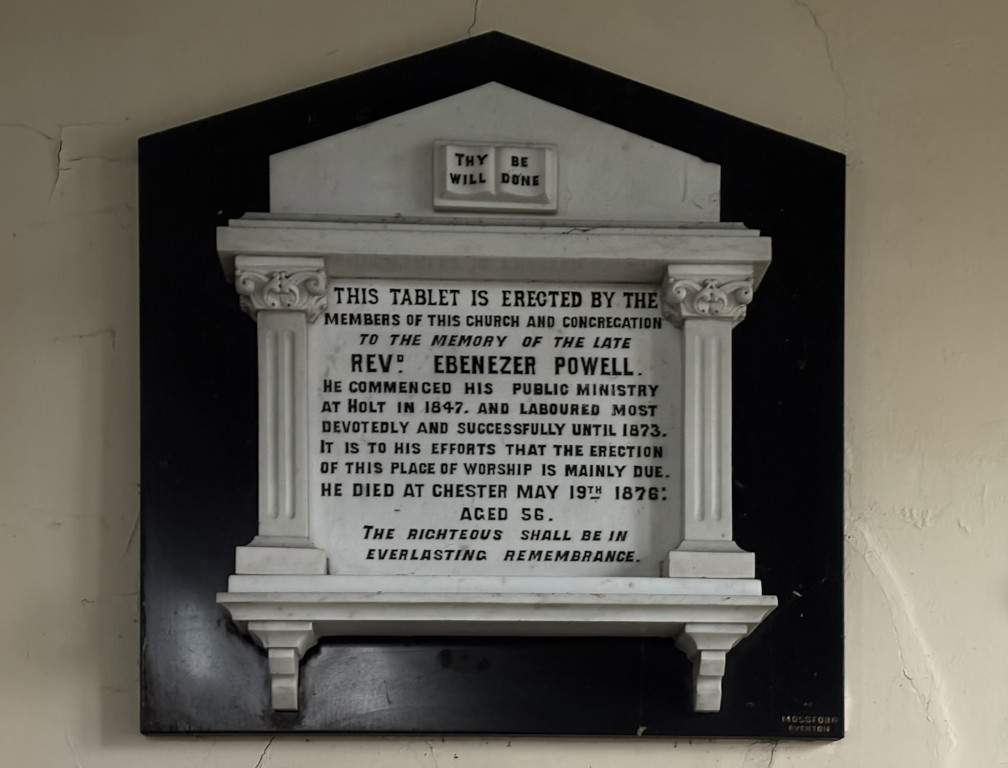 THY BE
WILL DONE
THIS TABLET IS ERECTED BY THE
MEMBERS OF THIS CHURCH AND CONGREGATION
TO THE MEMORY OF THE LATE
REVD. EBENEZER POWELL.
HE COMMENCED HIS PUBLIC MINISTRY
AT HOLT IN 1847. AND LABOURED MOST
DEVOTEDLY AND SUCCESSFULLY UNTIL 1873.
IT IS TO HIS EFFORTS THAT THE ERECTION
OF THIS PLACE OF WORSHIP IS MAINLY DUE.
HE DIED AT CHESTER MAY 19TH 1876:
AGED 56.
THE RIGHTEOUS SHALL BE IN
EVERLASTING REMEMBRANCE.
MOSSFORD
EVERTON